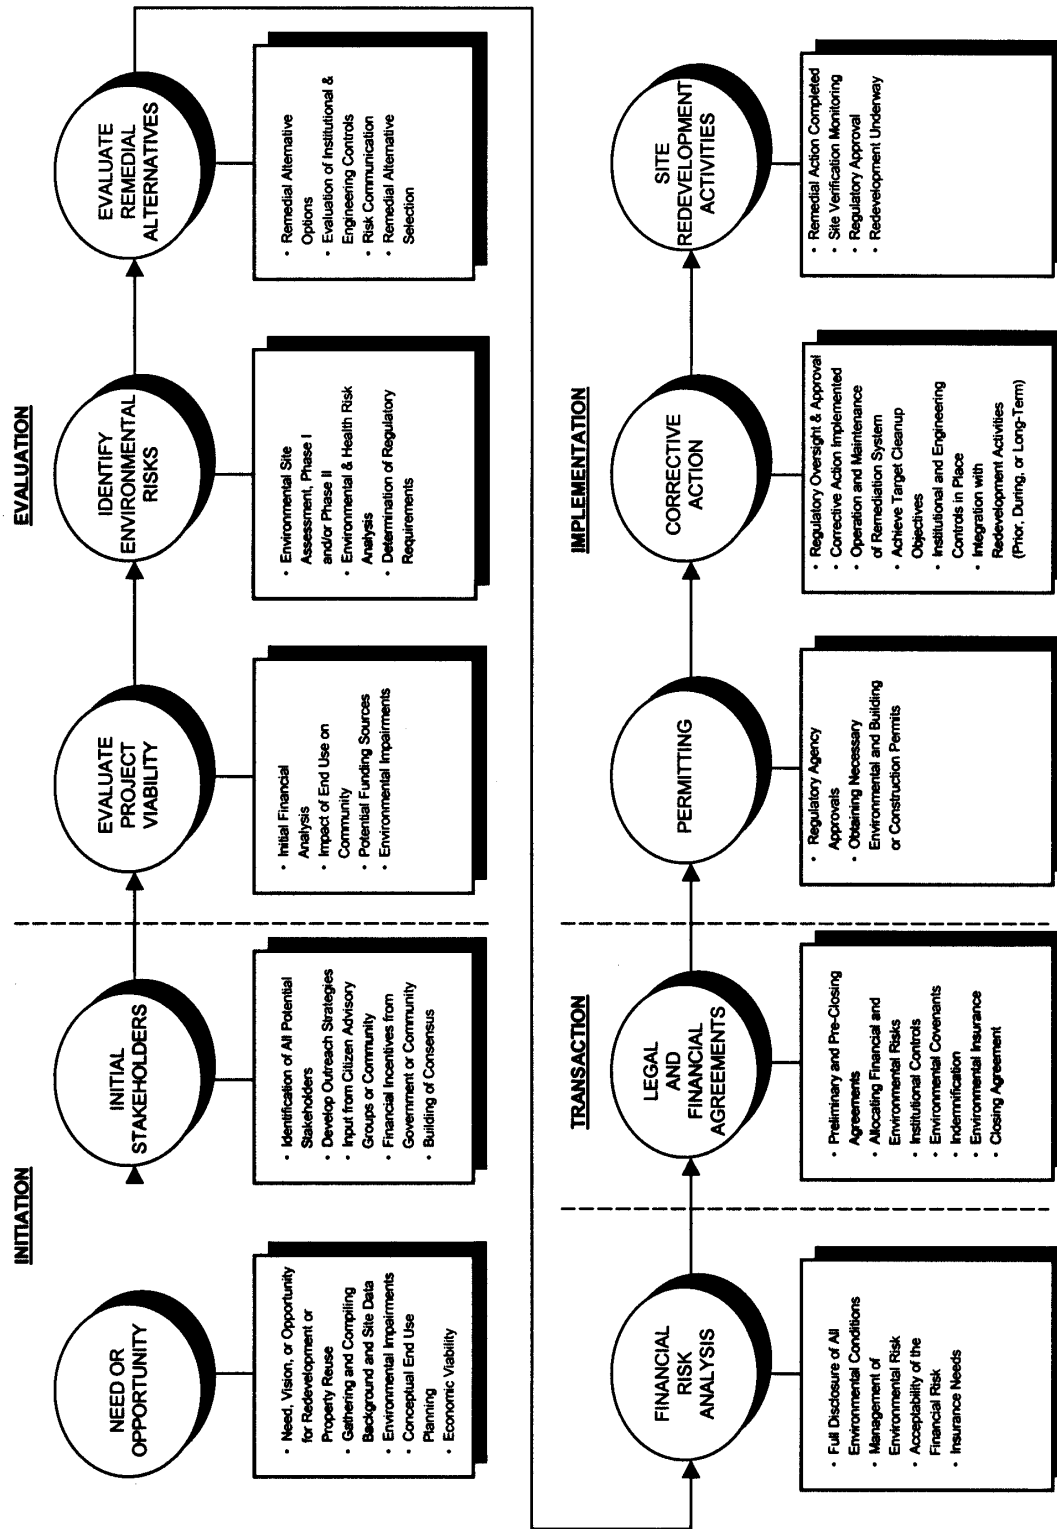 INITIATION
NEED OR
OPPORTUNITY
• Need, Vision, or Opportunity
for Redevelopment or
Property Reuse
• Gathering and Compiling
Background and Site Data
• Environmental Impairments
• Conceptual End Use
Planning
• Economic Viability
INITIAL
STAKEHOLDERS
• Identification of All Potential
Stakeholders
• Develop Outreach Strategies
• Input from Citizen Advisory
Groups or Community
• Financial Incentives from
Government or Community
• Building of Consensus
EVALUATION
EVALUATE
PROJECT
VIABILITY
• Initial Financial
Analysis
• Impact of End Use on
Community
• Potential Funding Sources
• Environmental Impairments
IDENTIFY
ENVIRONMENTAL
RISKS
• Environmental Site
Assessment, Phase I
and/or Phase II
• Environmental & Health Risk
Analysis
• Determination of Regulatory
Requirements
EVALUATE
REMEDIAL
ALTERNATIVES
• Remedial Alternative
Options
• Evaluation of Institutional &
Engineering Controls
• Risk Communication
• Remedial Alternative
Selection
FINANCIAL
RISK
ANALYSIS
• Full Disclosure of All
Environmental Conditions
• Management of
Environmental Risk
• Acceptability of the
Financial Risk
• Insurance Needs
TRANSACTION
LEGAL
AND
FINANCIAL
AGREEMENTS
• Preliminary and Pre-Closing
Agreements
• Allocating Financial and
Environmental Risks
• Institutional Controls
• Environmental Covenants
• Indemnification
• Environmental Insurance
• Closing Agreement
IMPLEMENTATION
PERMITTING
• Regulatory Agency
Approvals
• Obtaining Necessary
Environmental and Building
or Construction Permits
CORRECTIVE
ACTION
• Regulatory Oversight & Approval
• Corrective Action Implemented
• Operation and Maintenance
of Remediation System
• Achieve Target Cleanup
Objectives
• Institutional and Engineering
Controls in Place
• Integration with
Redevelopment Activities
(Prior, During, or Long-Term)
SITE
REDEVELOPMENT
ACTIVITIES
• Remedial Action Completed
• Site Verification Monitoring
• Regulatory Approval
• Redevelopment Underway